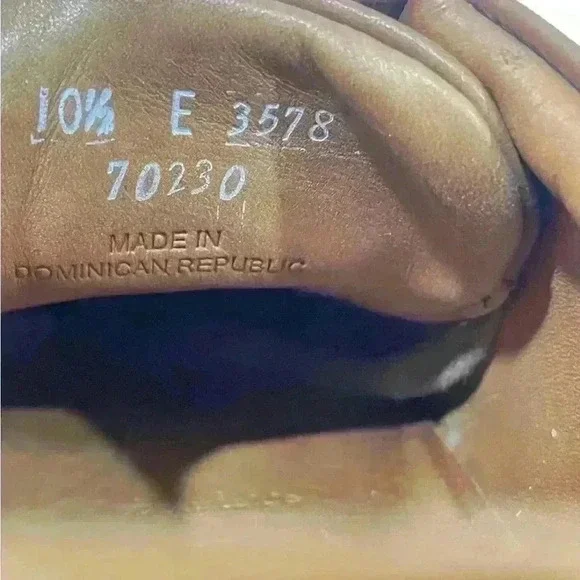 10½ E 3578
70230
MADE IN
DOMINICAN REPUBLIC